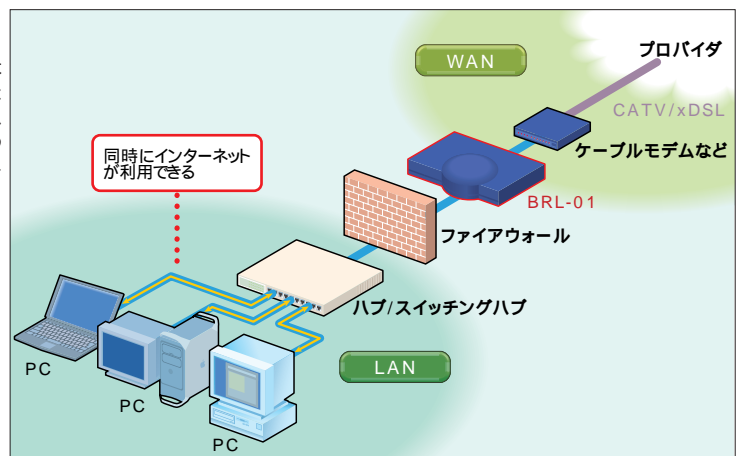 WAN
プロバイダ
CATV/xDSL
ケーブルモデムなど
同時にインターネット
が利用できる
BRL-01
ファイアウォール
ハブ/スイッチングハブ
LAN
PC
PC
PC